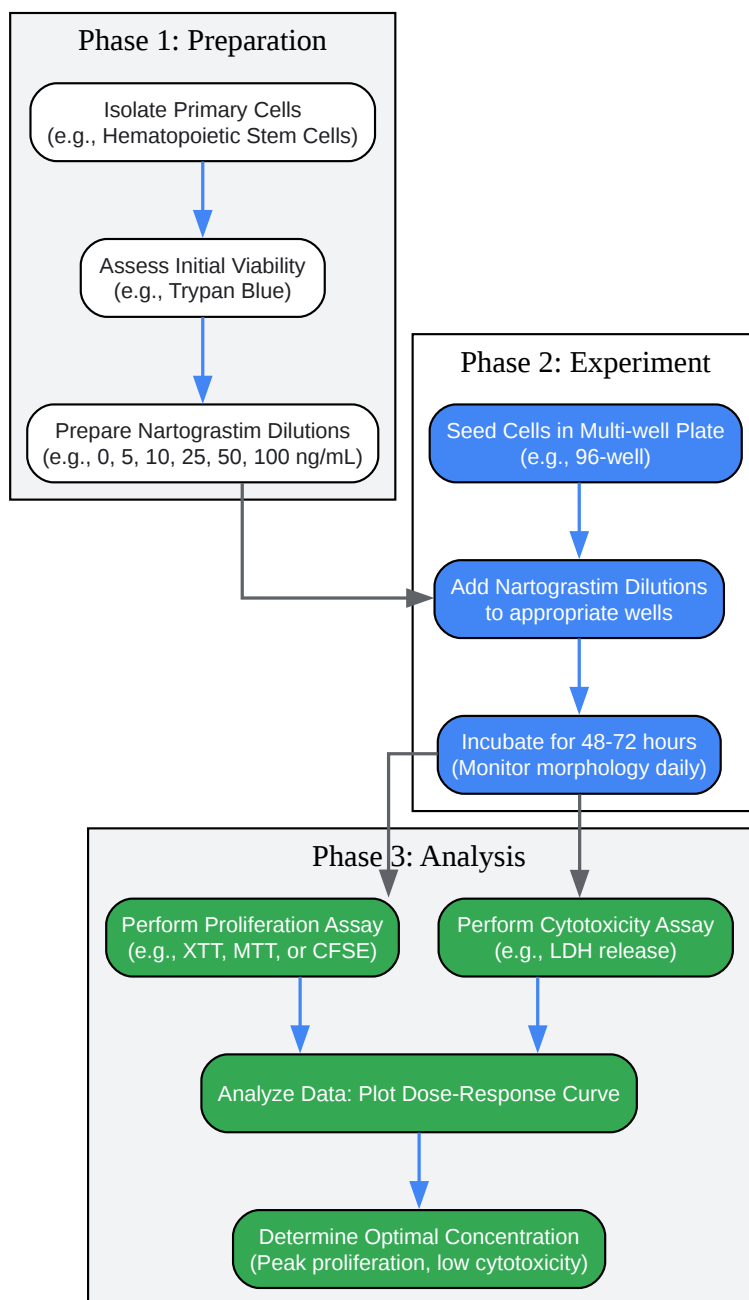 Phase 1: Preparation
Isolate Primary Cells
(e.g., Hematopoietic Stem Cells)
Assess Initial Viability
(e.g., Trypan Blue)
Prepare Nartograstim Dilutions
(e.g., 0, 5, 10, 25, 50, 100 ng/mL)
Phase 2: Experiment
Seed Cells in Multi-well Plate
(e.g., 96-well)
Add Nartograstim Dilutions
to appropriate wells
Incubate for 48-72 hours
(Monitor morphology daily)
Phase 3: Analysis
Perform Proliferation Assay
(e.g., XTT, MTT, or CFSE)
Perform Cytotoxicity Assay
(e.g., LDH release)
Analyze Data: Plot Dose-Response Curve
Determine Optimal Concentration
(Peak proliferation, low cytotoxicity)